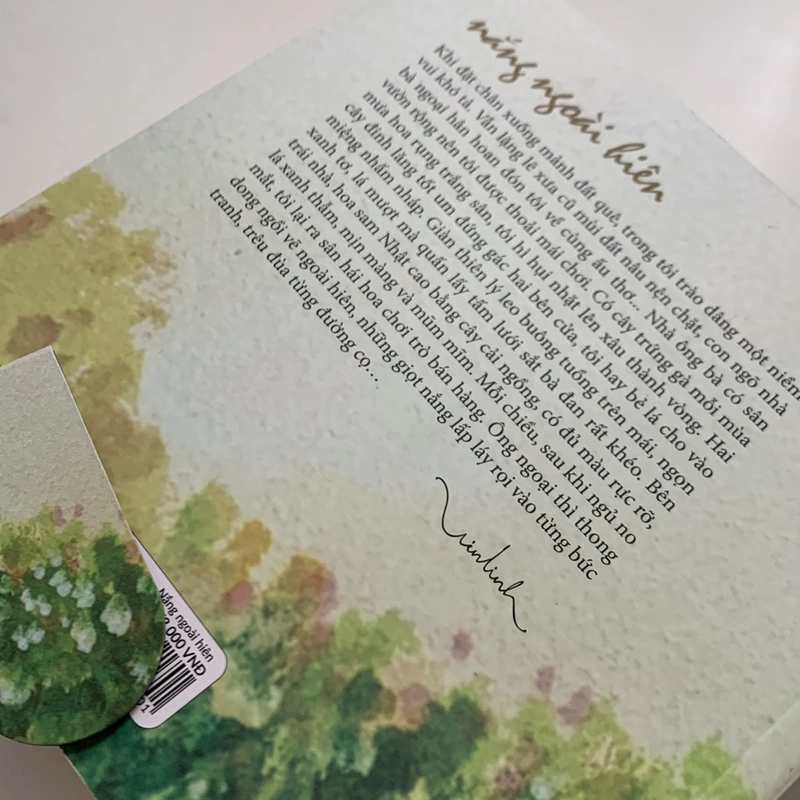 nắng ngoài hiên
Khi đặt chân xuống mảnh đất quê, trong tôi trào dâng một niềm
vui khó tả. Vẫn lặng lẽ xưa cũ mùi đất nâu nền chặt, con ngõ nhà
bà ngoại hân hoan đón tôi về cùng ấu thơ... Nhà ông bà có sân
vườn rộng nên tôi được thoải mái chơi. Có cây trứng gà mỗi mùa
mưa hoa rụng trắng sân, tôi hì hụi nhặt lên xâu thành vòng. Hai
cây đinh lăng tốt um đứng gác hai bên cửa, tôi hay bẻ lá cho vào
miệng nhấm nháp. Giàn thiên lý leo buông tuổng trên mái, ngọn
xanh tơ, lá mượt mà quấn lấy tấm lưới sắt bà đan rất khéo. Bên
trái nhà, hoa sam Nhật cao bằng cây cải ngồng, có đủ màu rực rỡ,
lá xanh thắm mịn màng và mũm mĩm. Mỗi chiều, sau khi ngủ no
mắt, tôi lại ra sân hái hoa chơi trò bán hàng. Ông ngoại thì thong
dong ngồi vẽ ngoài hiên, những giọt nắng lấp láy rọi vào từng bức
tranh, trêu đùa từng đường cọ...
Vindinh
Nắng ngoài hiên
.000 VNĐ